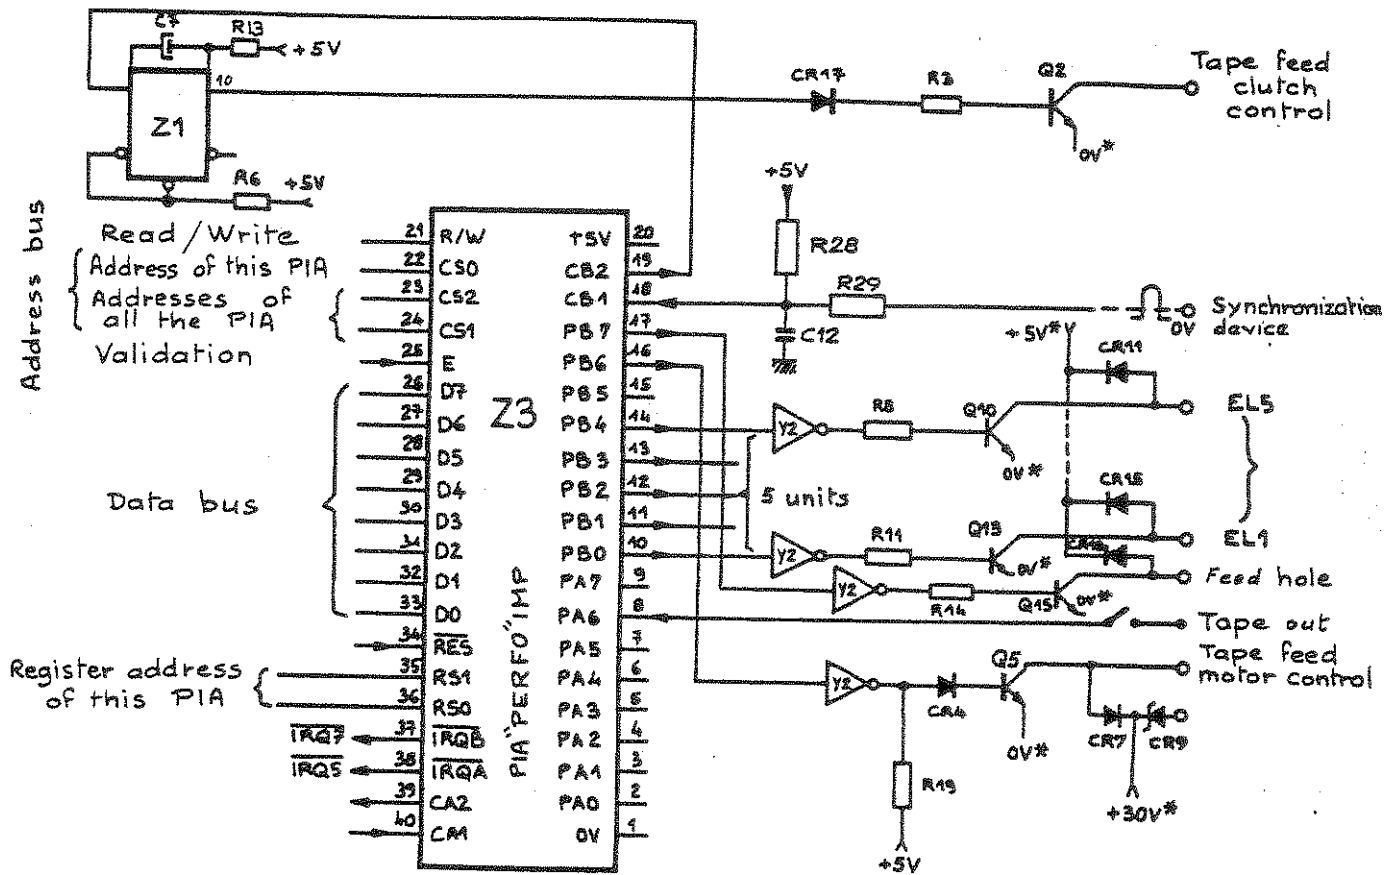 C7
R13
+5V
10
Z1
R6
+5V
CR17
R3
Q2
0V*
Tape feed
clutch
control
Address bus
Read/Write
Address of this PIA
Addresses of
all the PIA
Validation
Data bus
Register address
of this PIA
IRQ7
IRQ5
21 R/W
22 CS0
23 CS2
24 CS1
25 E
26 D7
27 D6
28 D5
29 D4
30 D3
31 D2
32 D1
33 D0
34 RES
35 RS1
36 RS0
37 IRQB
38 IRQA
39 CA2
40 CA1
Z3
PIA "PERFO" IMP
+5V 20
CB2 19
CB1 18
PB7 17
PB6 16
PB5 15
PB4 14
PB3 13
PB2 12
PB1 11
PB0 10
PA7 9
PA6 8
PA5 7
PA4 6
PA3 5
PA2 4
PA1 3
PA0 2
0V 1
+5V
R28
R29
C12
0V
Synchronization
device
+5V*
CR11
Y2
R8
Q10
0V*
EL5
5 units
CR15
Y2
R11
Q13
0V*
EL1
Y2
R14
Q15
0V*
Feed hole
Tape out
Tape feed
motor control
Y2
CR4
Q5
0V*
CR7
CR9
R19
+5V
+30V*